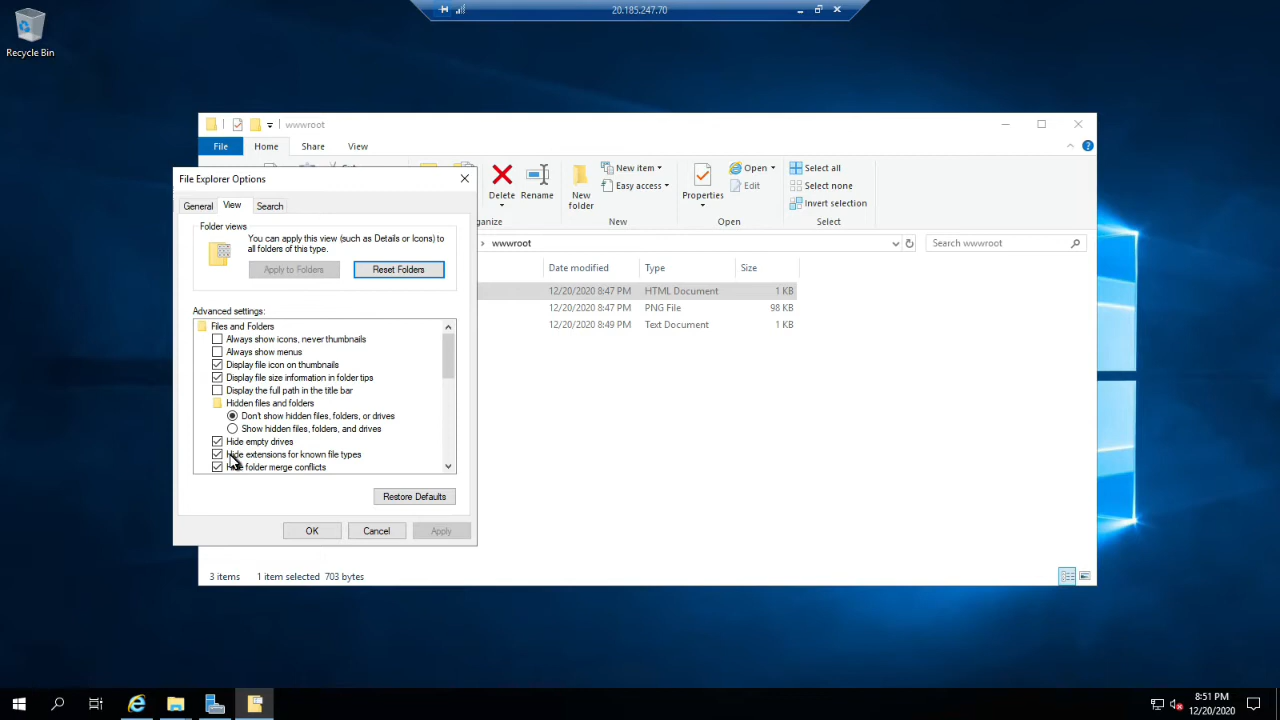 20.185.247.70
Recycle Bin
wwwroot
File Home Share View
File Explorer Options
General View Search
Folder views
You can apply this view (such as Details or Icons) to
all folders of this type.
Apply to Folders Reset Folders
Advanced settings:
Files and Folders
Always show icons, never thumbnails
Always show menus
Display file icon on thumbnails
Display file size information in folder tips
Display the full path in the title bar
Hidden files and folders
Don't show hidden files, folders, or drives
Show hidden files, folders, and drives
Hide empty drives
Hide extensions for known file types
folder merge conflicts
Restore Defaults
OK Cancel Apply
Delete Rename
New
folder
New item
Easy access
Properties
Open
Edit
Select all
Select none
Invert selection
New Open Select
wwwroot
Search wwwroot
Date modified Type Size
12/20/2020 8:47 PM HTML Document 1 KB
12/20/2020 8:47 PM PNG File 98 KB
12/20/2020 8:49 PM Text Document 1 KB
3 items 1 item selected 703 bytes
8:51 PM
12/20/2020